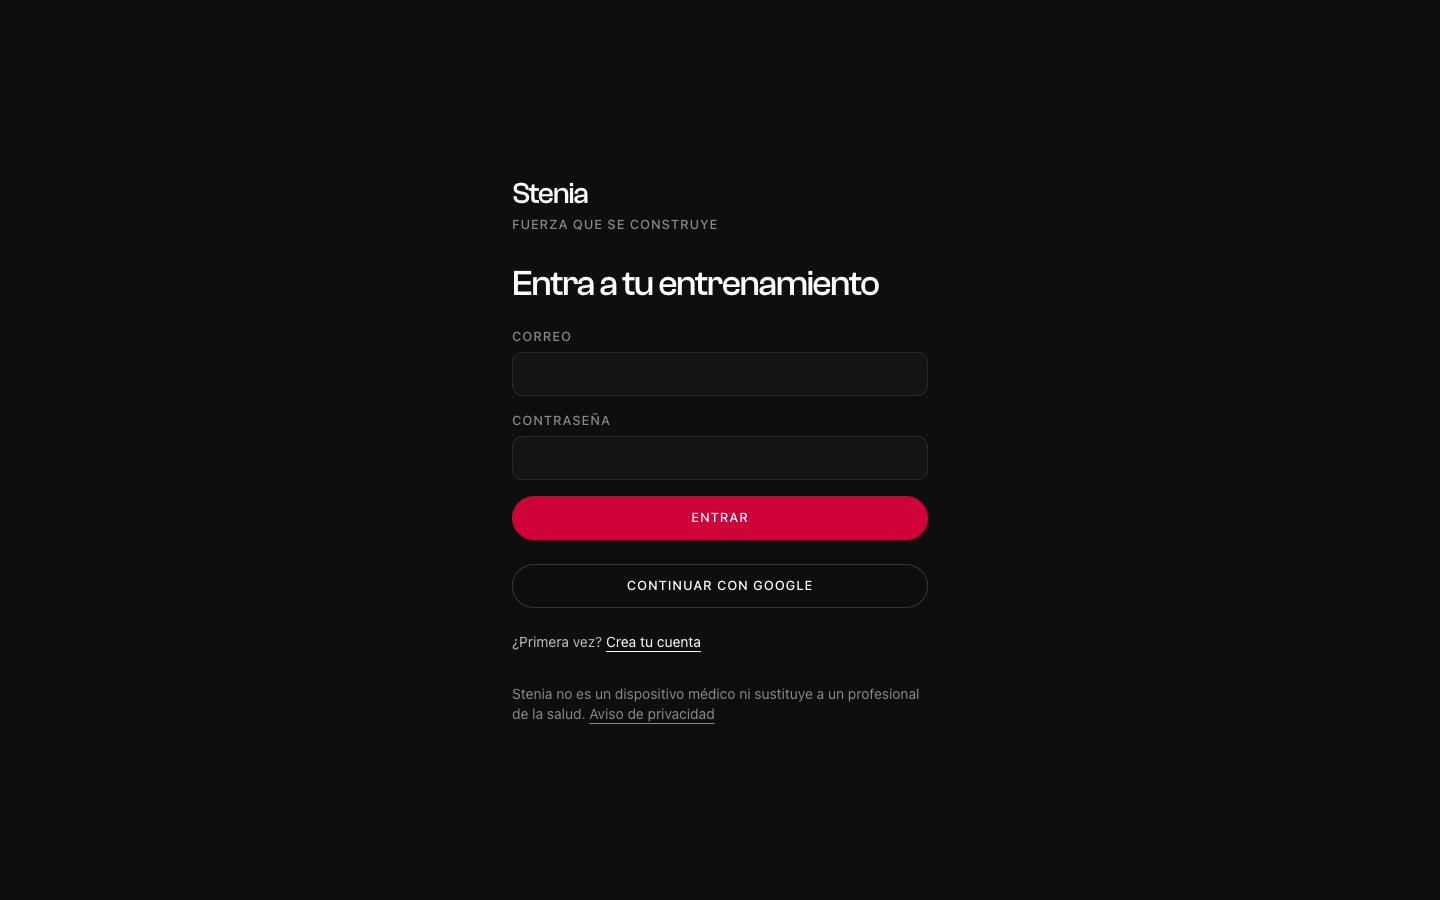 Stenia
FUERZA QUE SE CONSTRUYE
Entra a tu entrenamiento
CORREO
CONTRASEÑA
ENTRAR
CONTINUAR CON GOOGLE
¿Primera vez? Crea tu cuenta
Stenia no es un dispositivo médico ni sustituye a un profesional
de la salud. Aviso de privacidad